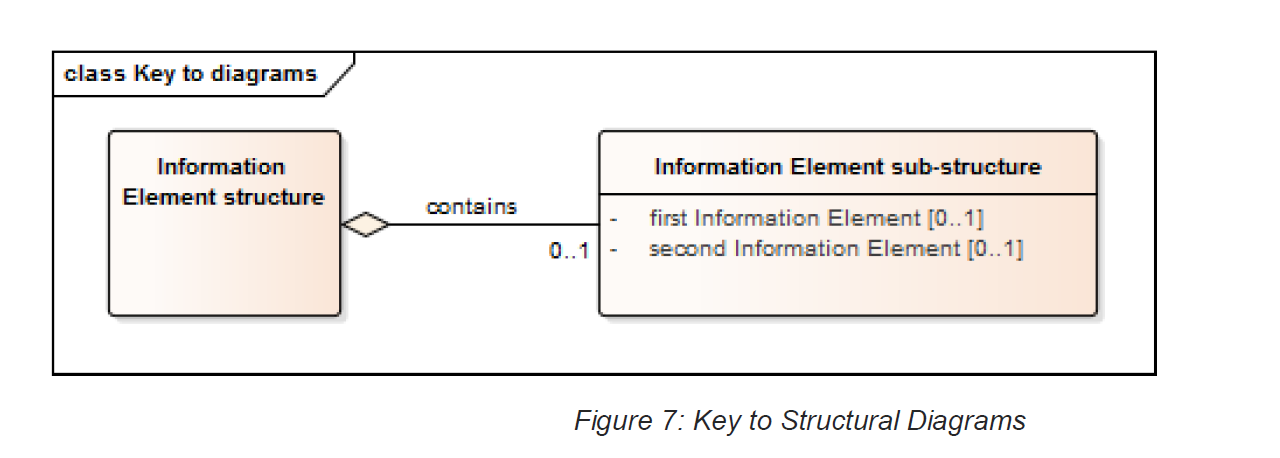 class Key to diagrams
Information
Element structure
contains
0..1
Information Element sub-structure
- first Information Element [0..1]
- second Information Element [0..1]
Figure 7: Key to Structural Diagrams